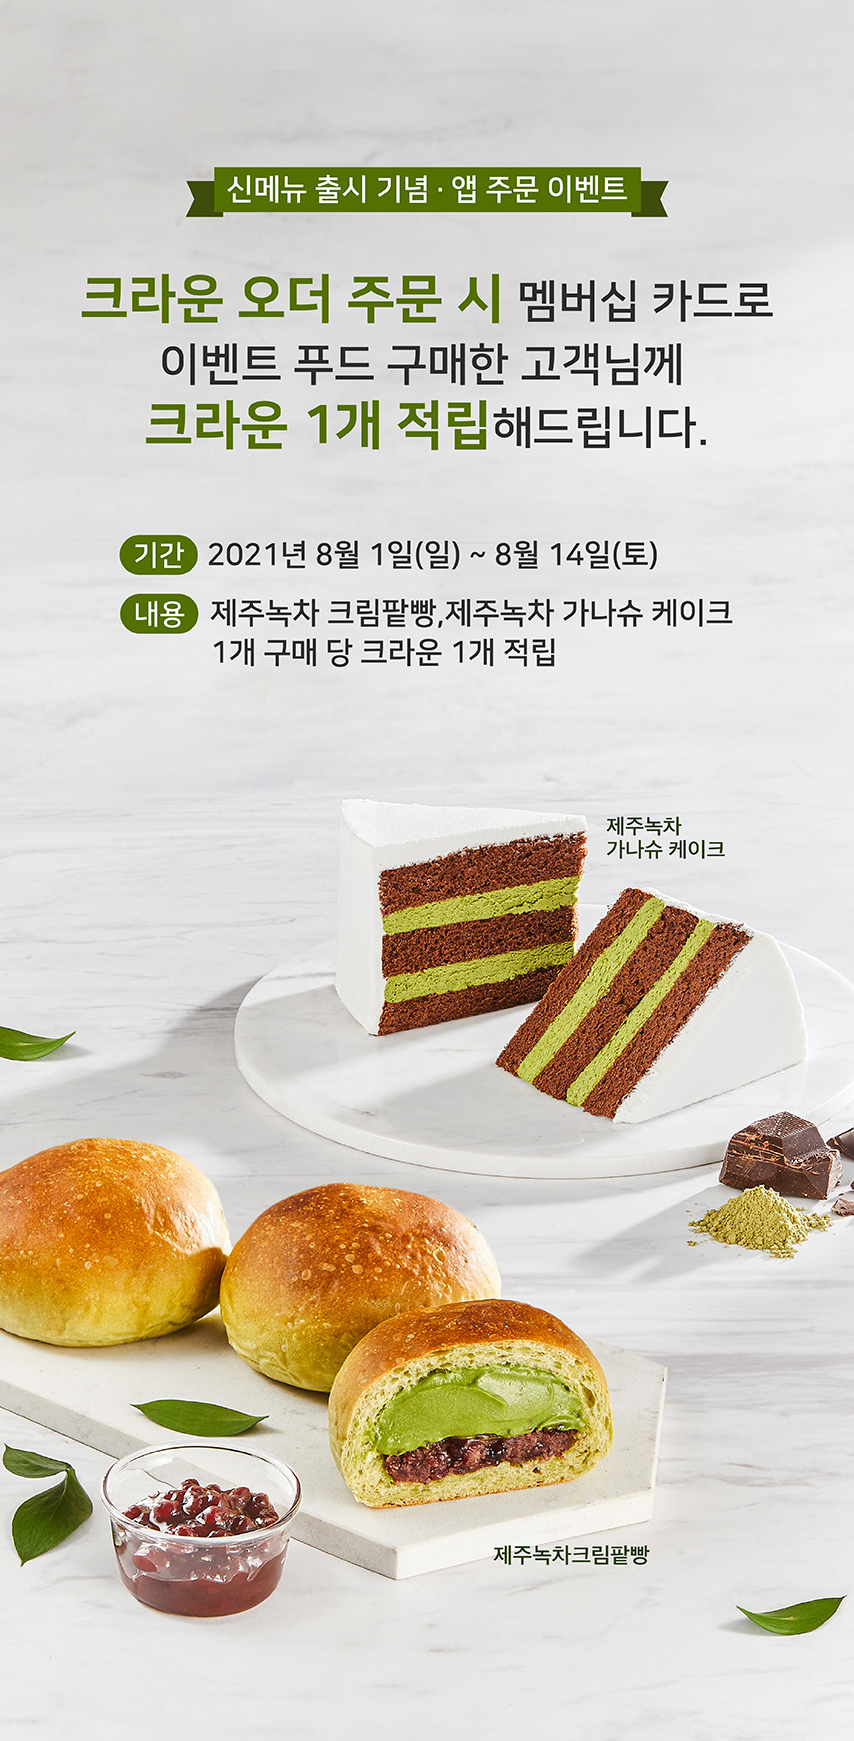 신메뉴 출시 기념 · 앱 주문 이벤트
크라운 오더 주문 시 멤버십 카드로
이벤트 푸드 구매한 고객님께
크라운 1개 적립해드립니다.
기간 2021년 8월 1일(일) ~ 8월 14일(토)
내용 제주녹차 크림팥빵,제주녹차 가나슈 케이크
1개 구매 당 크라운 1개 적립
제주녹차
가나슈 케이크
제주녹차크림팥빵